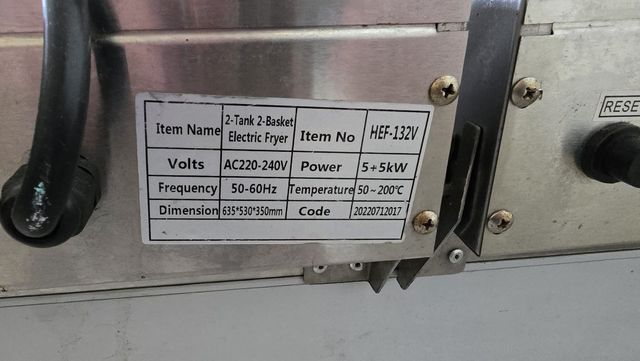 Item Name 2-Tank 2-Basket Electric Fryer Item No HEF-132V
Volts AC220-240V Power 5+5kW
Frequency 50-60Hz Temperature 50~200℃
Dimension 635*530*350mm Code 20220712017
RESE